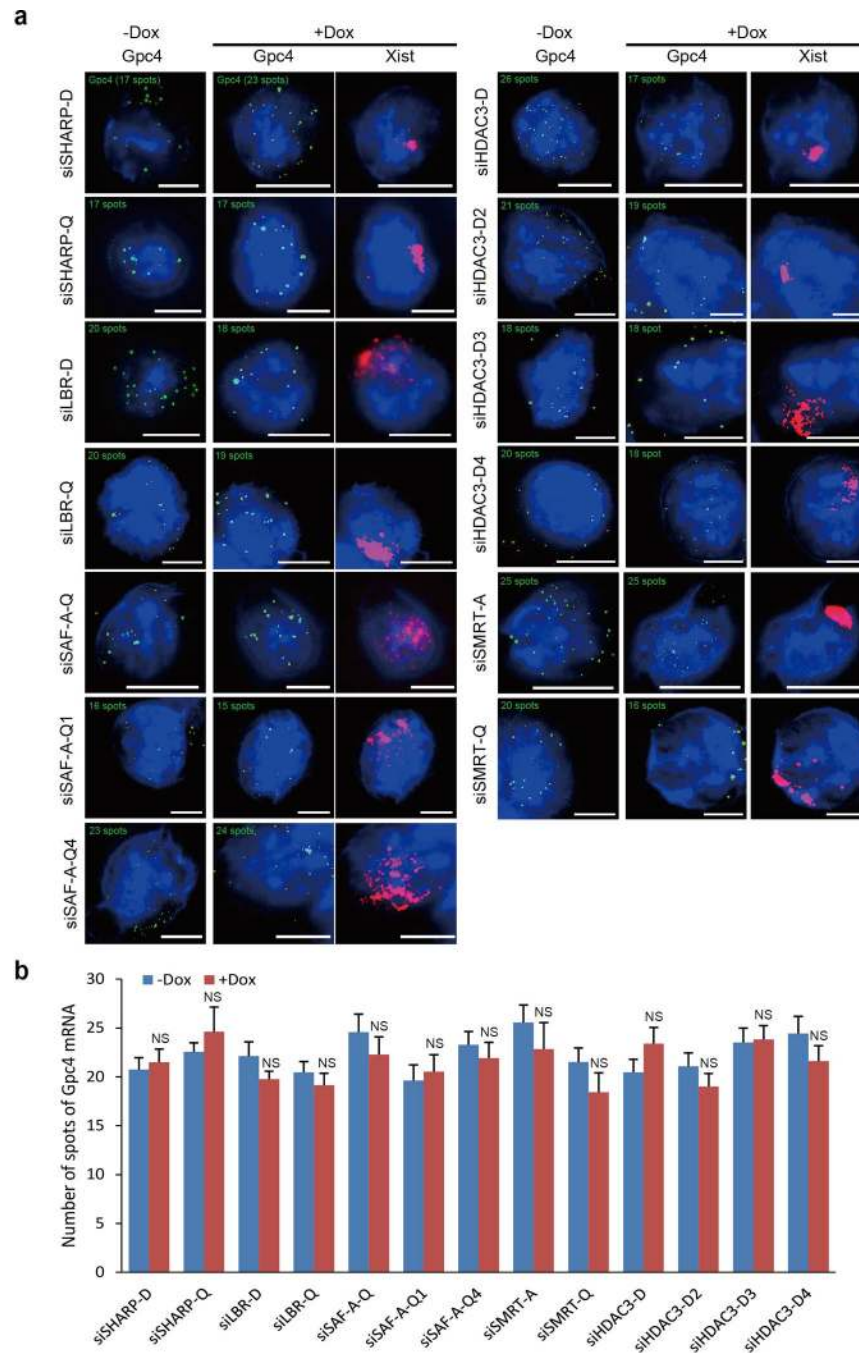 a
-Dox +Dox -Dox +Dox
Gpc4 Gpc4 Xist Gpc4 Gpc4 Xist
siSHARP-D Gpc4 (17 spots) Gpc4 (23 spots) siHDAC3-D 26 spots 17 spots
siSHARP-Q 17 spots 17 spots siHDAC3-D2 21 spots 19 spots
siLBR-D 20 spots 18 spots siHDAC3-D3 18 spots 18 spot
siLBR-Q 20 spots 19 spots siHDAC3-D4 20 spots 18 spot
siSAF-A-Q siSMRT-A 25 spots 25 spots
siSAF-A-Q1 16 spots 15 spots siSMRT-Q 20 spots 16 spots
siSAF-A-Q4 23 spots 24 spots
b
-Dox +Dox
Number of spots of Gpc4 mRNA
30
25
20
15
10
5
0
NS NS NS NS NS NS NS NS NS NS NS NS NS
siSHARP-D siSHARP-Q siLBR-D siLBR-Q siSAF-A-Q siSAF-A-Q1 siSAF-A-Q4 siSMRT-A siSMRT-Q siHDAC3-D siHDAC3-D2 siHDAC3-D3 siHDAC3-D4